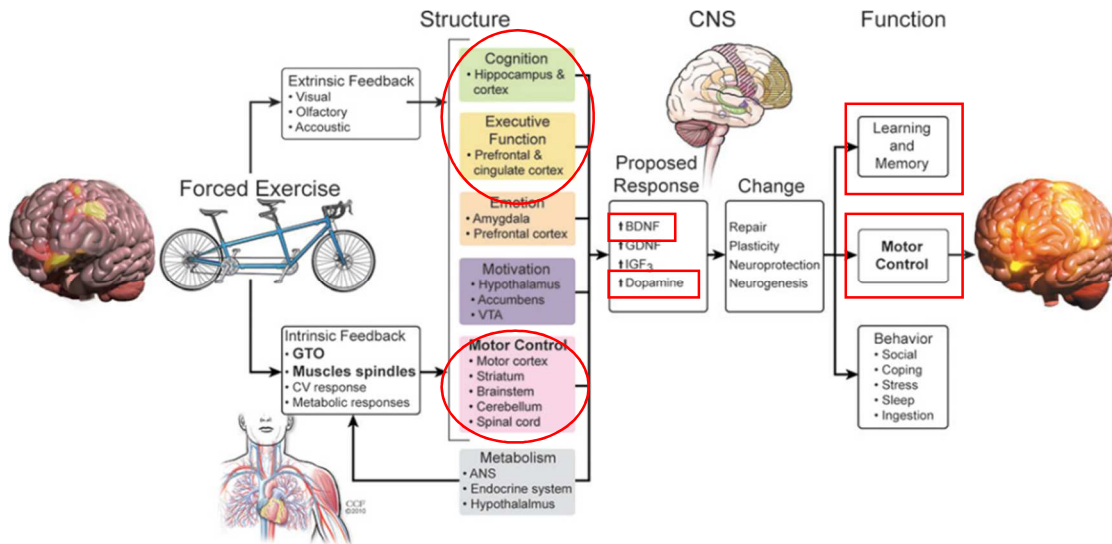 Structure
CNS
Function
Extrinsic Feedback
• Visual
• Olfactory
• Accoustic
Forced Exercise
Intrinsic Feedback
• GTO
• Muscles spindles
• CV response
• Metabolic responses
CCF
©2010
Cognition
• Hippocampus &
cortex
Executive
Function
• Prefrontal &
cingulate cortex
Emotion
• Amygdala
• Prefrontal cortex
Motivation
• Hypothalamus
• Accumbens
• VTA
Motor Control
• Motor cortex
• Striatum
• Brainstem
• Cerebellum
• Spinal cord
Metabolism
• ANS
• Endocrine system
• Hypothalalmus
Proposed
Response
⬆BDNF
⬆GDNF
⬆IGF₃
⬆Dopamine
Change
Repair
Plasticity
Neuroprotection
Neurogenesis
Learning
and
Memory
Motor
Control
Behavior
• Social
• Coping
• Stress
• Sleep
• Ingestion